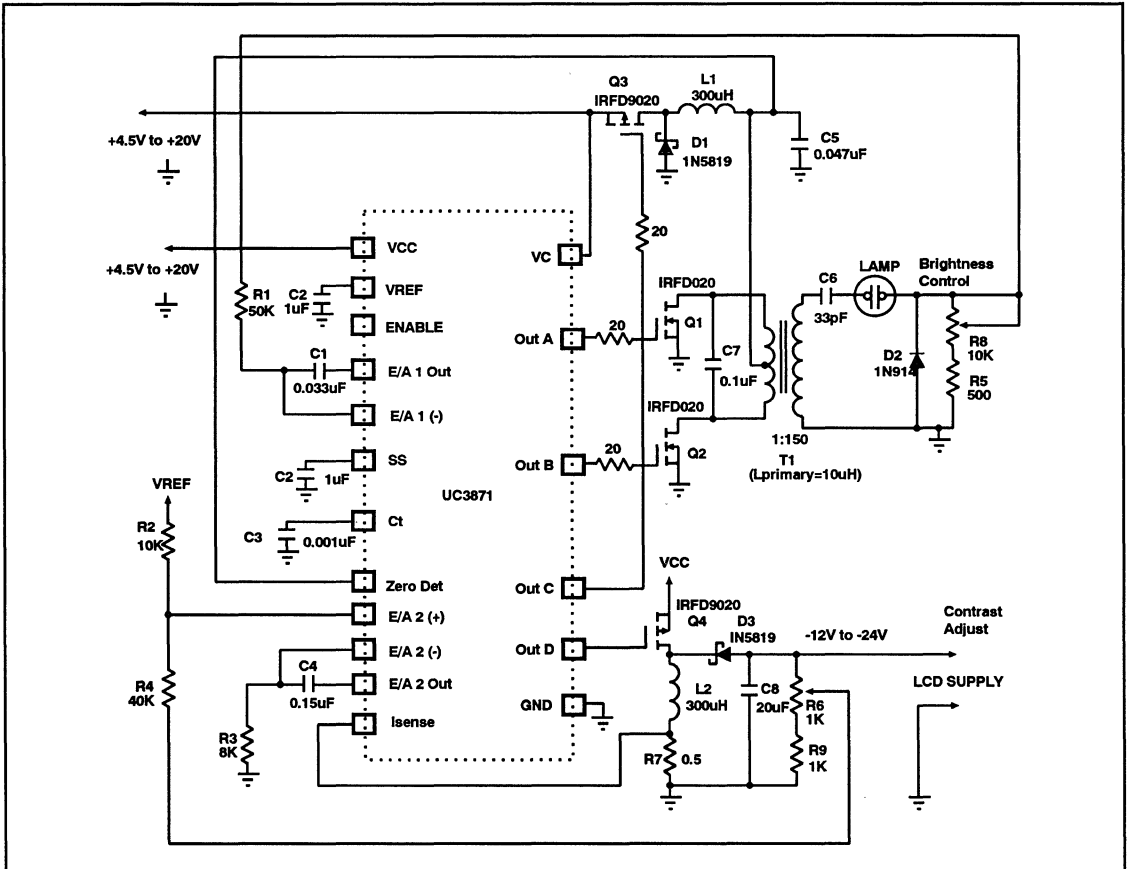 Q3
IRFD9020
L1
300uH
+4.5V to +20V
D1
1N5819
C5
0.047uF
20
VCC
VC
+4.5V to +20V
R1
50K
C2
1uF
VREF
ENABLE
C1
0.033uF
E/A 1 Out
E/A 1 (-)
Out A
20
IRFD020
Q1
C7
0.1uF
C6
33pF
LAMP
Brightness
Control
D2
1N914
R8
10K
R5
500
IRFD020
Q2
Out B
20
1:150
T1
(Lprimary=10uH)
SS
C2
1uF
UC3871
VREF
R2
10K
Ct
C3
0.001uF
Zero Det
Out C
VCC
IRFD9020
Q4
E/A 2 (+)
E/A 2 (-)
Out D
D3
IN5819
-12V to -24V
Contrast
Adjust
R4
40K
C4
0.15uF
E/A 2 Out
GND
L2
300uH
C8
20uF
R6
1K
LCD SUPPLY
Isense
R3
8K
R7
0.5
R9
1K